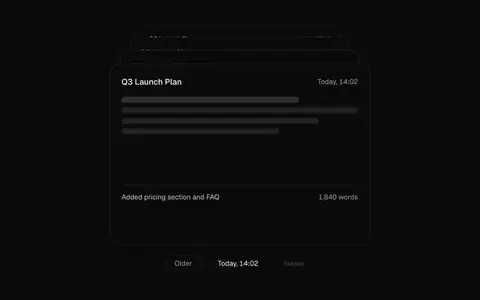 Q3 Launch Plan
Today, 14:02
Added pricing section and FAQ
1,840 words
Older
Today, 14:02
Newer